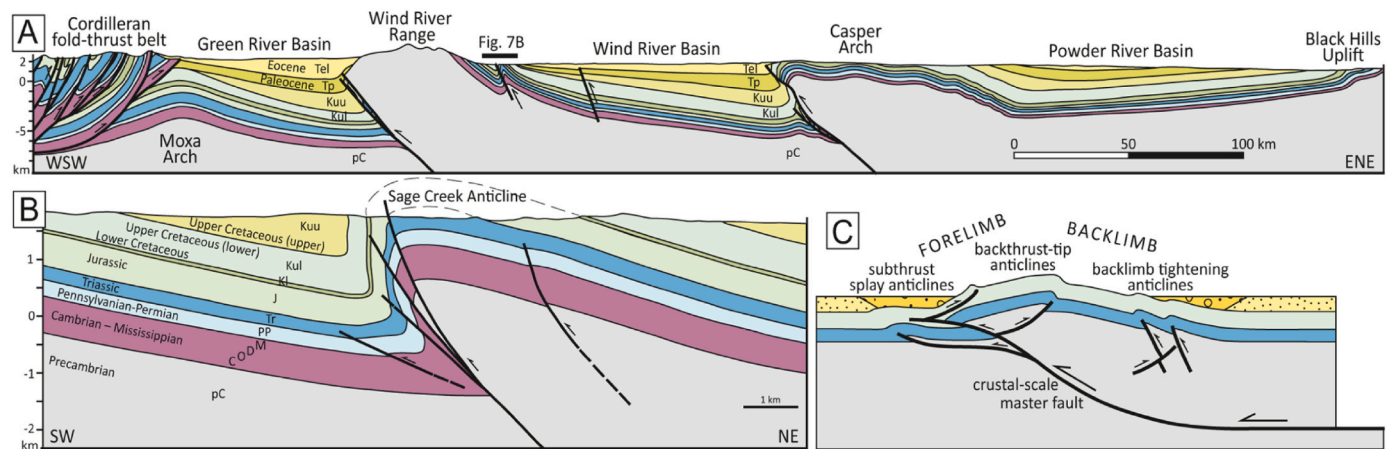 A
Cordilleran
fold-thrust belt
Green River Basin
Wind River
Range
Fig. 7B
Wind River Basin
Casper
Arch
Powder River Basin
Black Hills
Uplift
2
0
-5
km
WSW
Eocene Tel
Paleocene Tp
Kuu
Kul
Moxa
Arch
pC
Tel
Tp
Kuu
Kul
pC
0 50 100 km
ENE
B
Sage Creek Anticline
1
0
-1
-2
km
Upper Cretaceous (upper) Kuu
Upper Cretaceous (lower) Kul
Lower Cretaceous Kl
Jurassic J
Triassic Tr
Pennsylvanian-Permian PP
Cambrian – Mississippian CODM
Precambrian pC
SW
1 km
NE
C
FORELIMB
BACKLIMB
subthrust
splay anticlines
backthrust-tip
anticlines
backlimb tightening
anticlines
crustal-scale
master fault